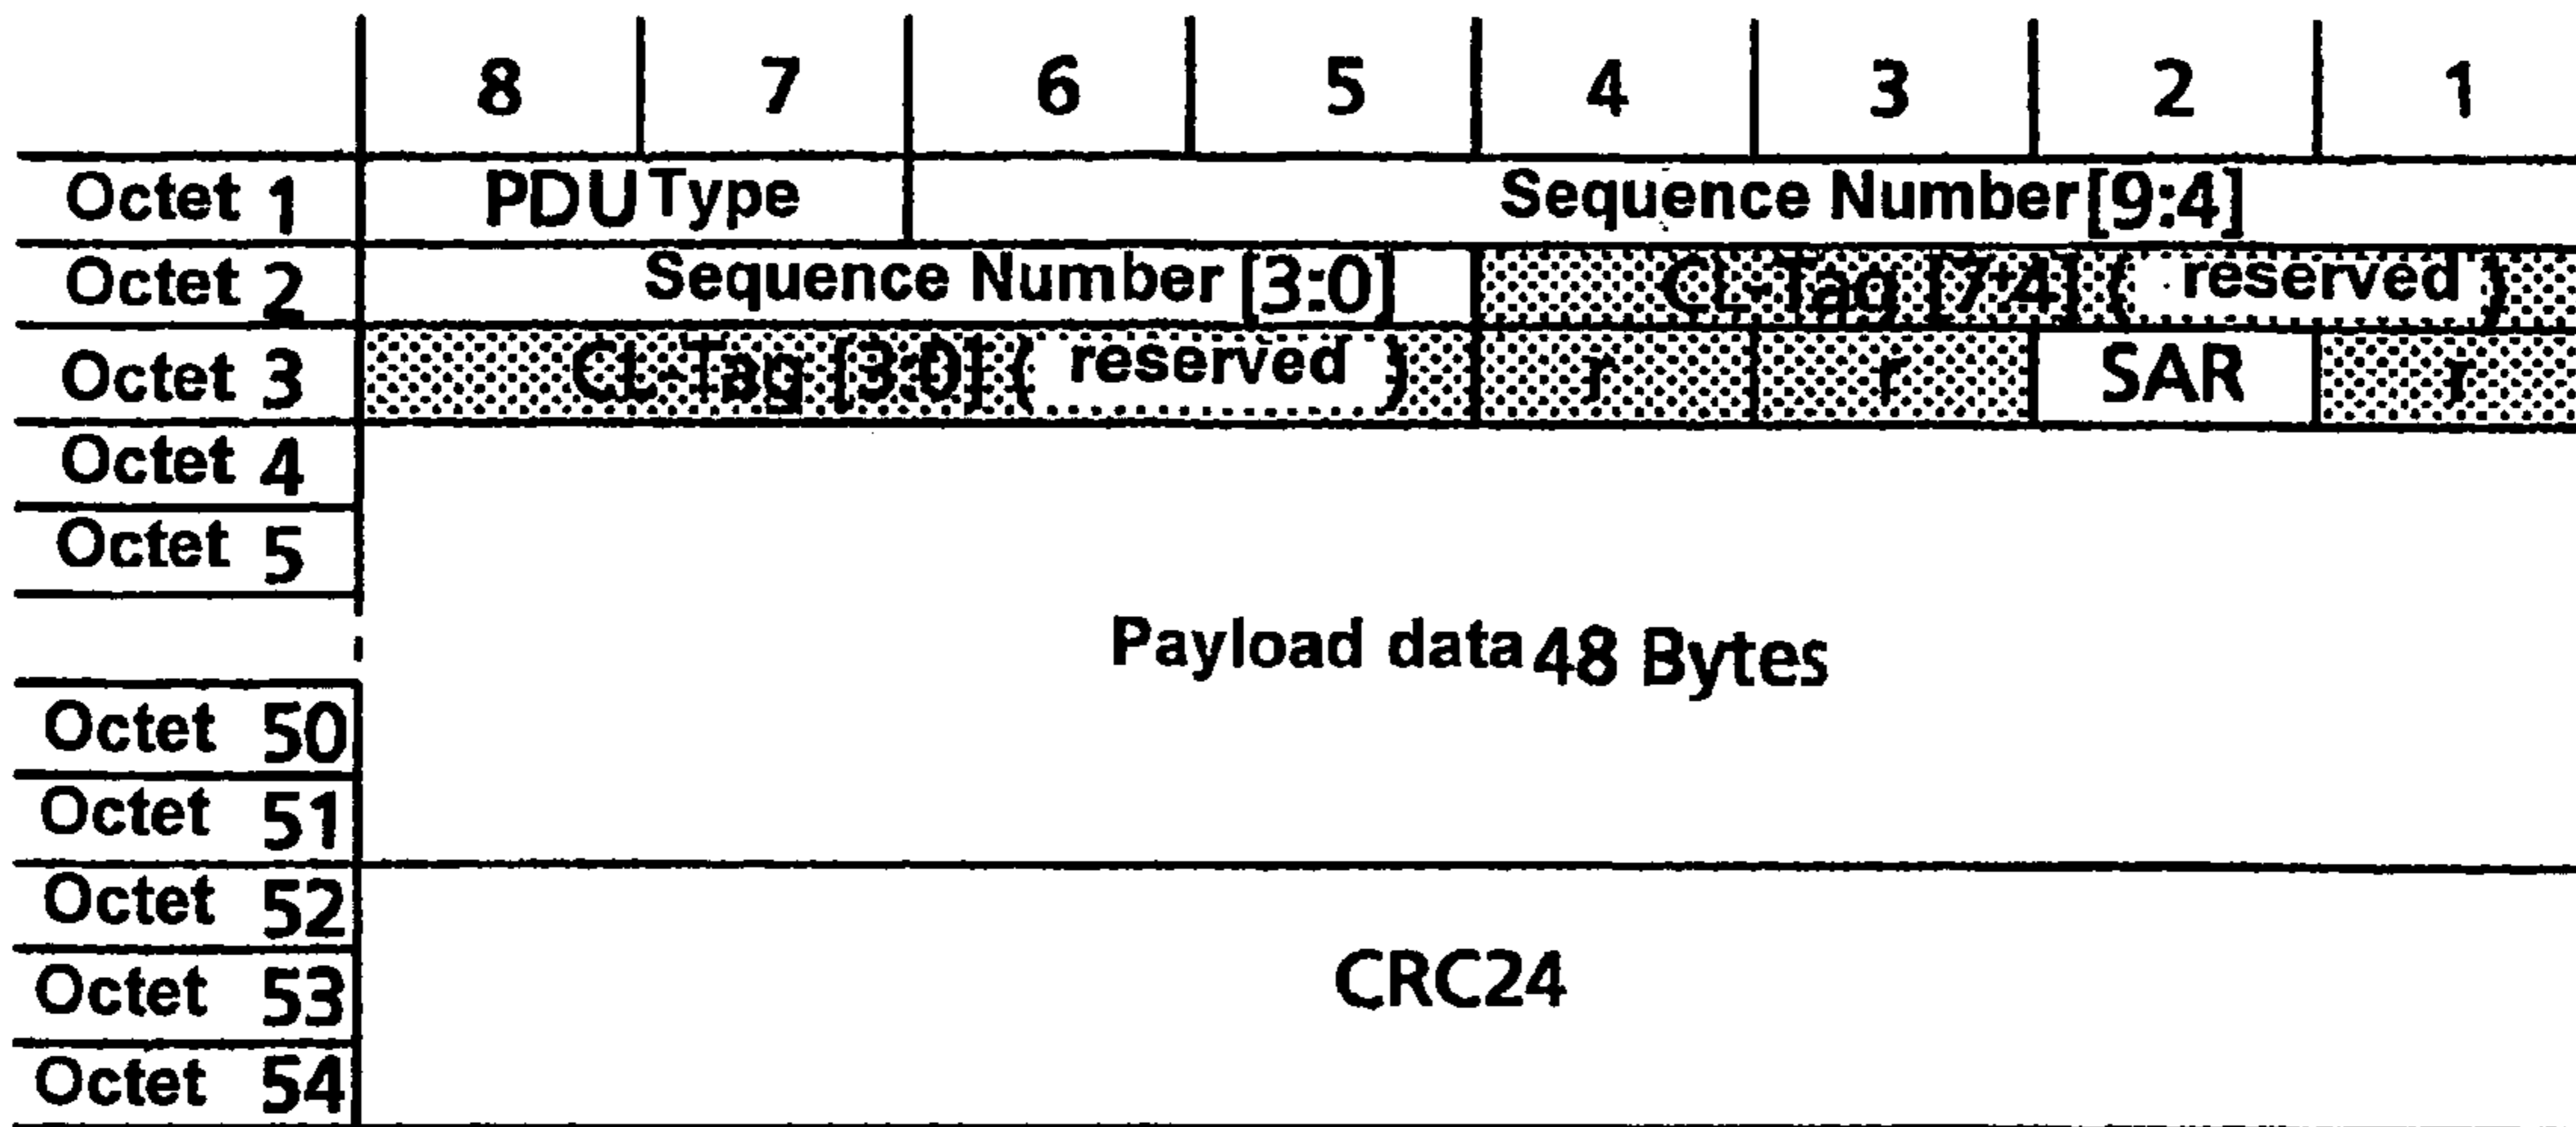 8 7 6 5 4 3 2 1
Octet 1 PDU Type Sequence Number [9:4]
Octet 2 Sequence Number [3:0] CL-Tag [7:4] ( reserved )
Octet 3 CL-Tag [3:0] ( reserved ) r r SAR r
Octet 4
Octet 5
Payload data 48 Bytes
Octet 50
Octet 51
Octet 52
Octet 53 CRC24
Octet 54